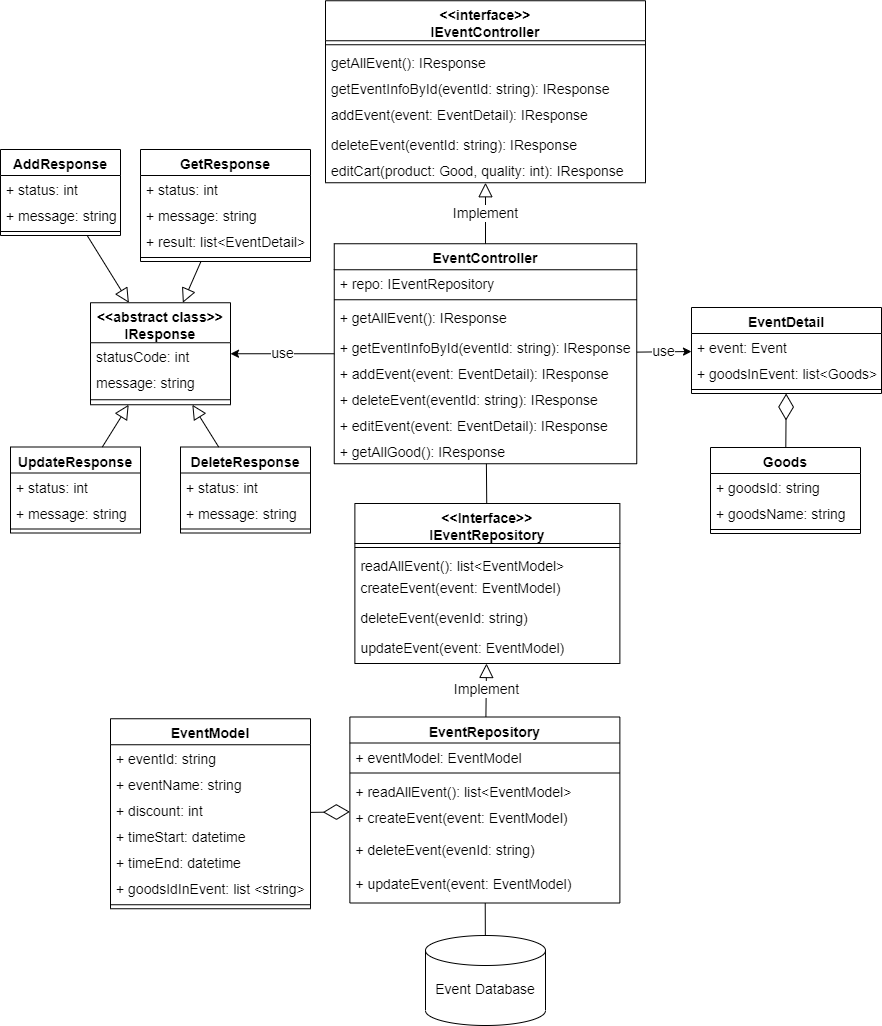 <<interface>>
IEventController
getAllEvent(): IResponse
getEventInfoById(eventId: string): IResponse
addEvent(event: EventDetail): IResponse
deleteEvent(eventId: string): IResponse
editCart(product: Good, quality: int): IResponse
AddResponse
+ status: int
+ message: string
GetResponse
+ status: int
+ message: string
+ result: list<EventDetail>
Implement
EventController
+ repo: IEventRepository
+ getAllEvent(): IResponse
+ getEventInfoById(eventId: string): IResponse
+ addEvent(event: EventDetail): IResponse
+ deleteEvent(eventId: string): IResponse
+ editEvent(event: EventDetail): IResponse
+ getAllGood(): IResponse
<<abstract class>>
IResponse
statusCode: int
message: string
use
use
EventDetail
+ event: Event
+ goodsInEvent: list<Goods>
UpdateResponse
+ status: int
+ message: string
DeleteResponse
+ status: int
+ message: string
Goods
+ goodsId: string
+ goodsName: string
<<Interface>>
IEventRepository
readAllEvent(): list<EventModel>
createEvent(event: EventModel)
deleteEvent(evenId: string)
updateEvent(event: EventModel)
Implement
EventModel
+ eventId: string
+ eventName: string
+ discount: int
+ timeStart: datetime
+ timeEnd: datetime
+ goodsIdInEvent: list <string>
EventRepository
+ eventModel: EventModel
+ readAllEvent(): list<EventModel>
+ createEvent(event: EventModel)
+ deleteEvent(evenId: string)
+ updateEvent(event: EventModel)
Event Database